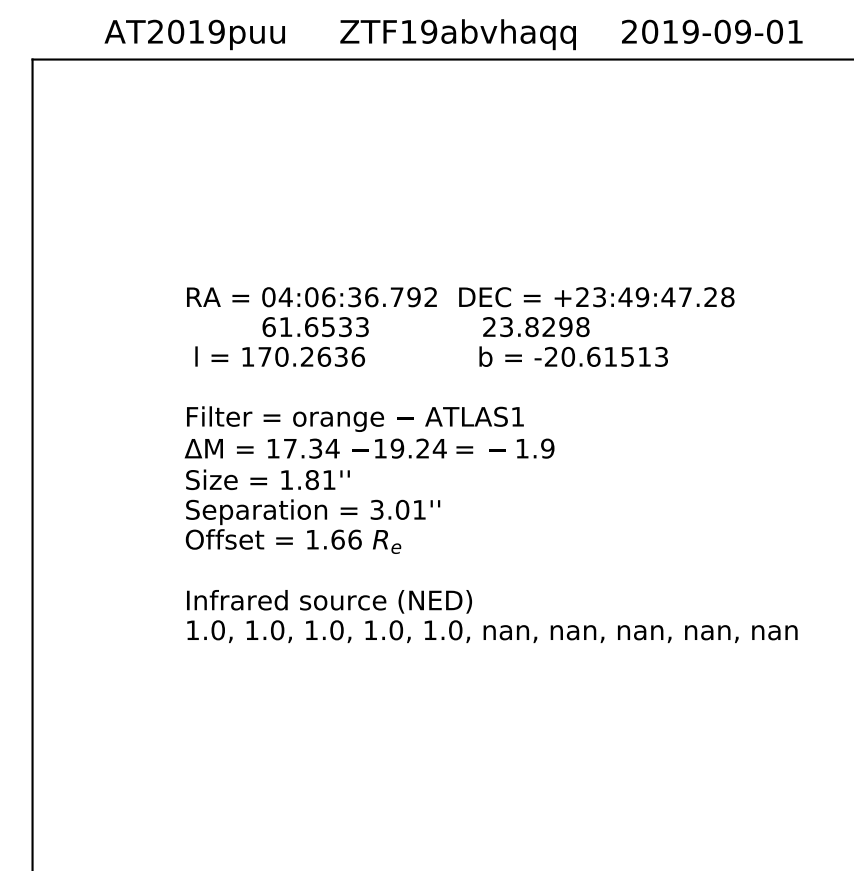 AT2019puu ZTF19abvhaqq 2019-09-01
RA = 04:06:36.792 DEC = +23:49:47.28
61.6533 23.8298
l = 170.2636 b = -20.61513
Filter = orange − ATLAS1
ΔM = 17.34 −19.24 = − 1.9
Size = 1.81''
Separation = 3.01''
Offset = 1.66 Rₑ
Infrared source (NED)
1.0, 1.0, 1.0, 1.0, 1.0, nan, nan, nan, nan, nan